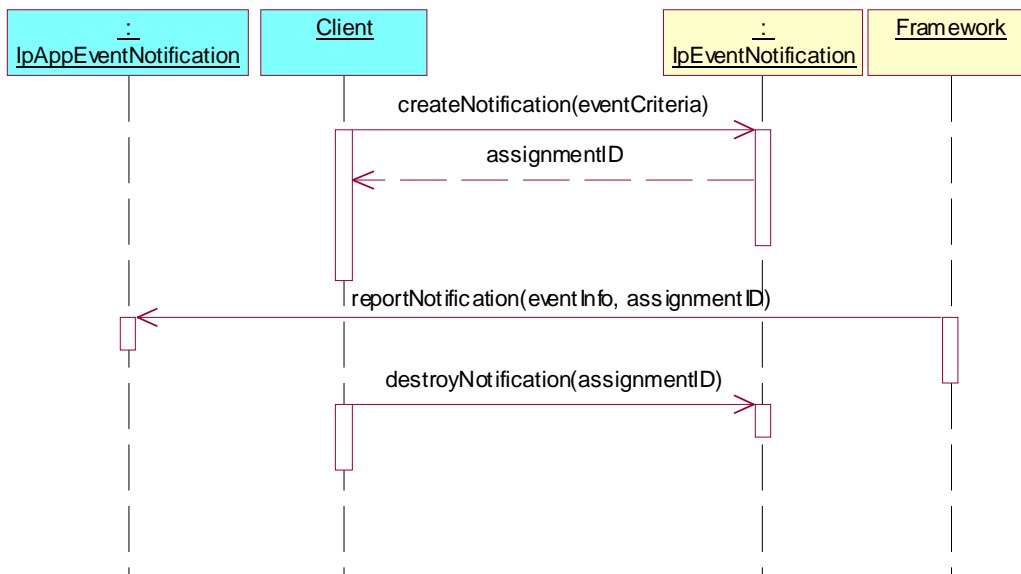 :
IpAppEventNotification
Client
:
IpEventNotification
Framework
createNotification(eventCriteria)
assignmentID
reportNotification(eventInfo, assignmentID)
destroyNotification(assignmentID)